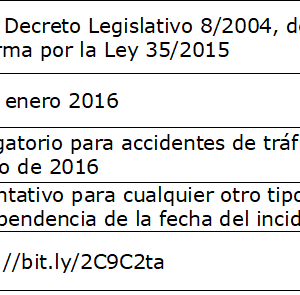 Decreto Legislativo 8/2004, d
rma por la Ley 35/2015
enero 2016
gatorio para accidentes de tráf
o de 2016
ntativo para cualquier otro tipo
pendencia de la fecha del incid
//bit.ly/2C9C2ta